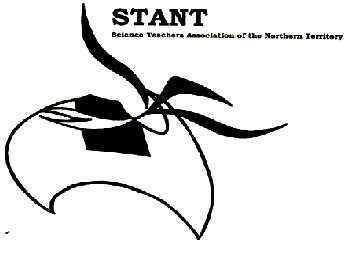 STANT
Science Teachers Association of the Northern Territory